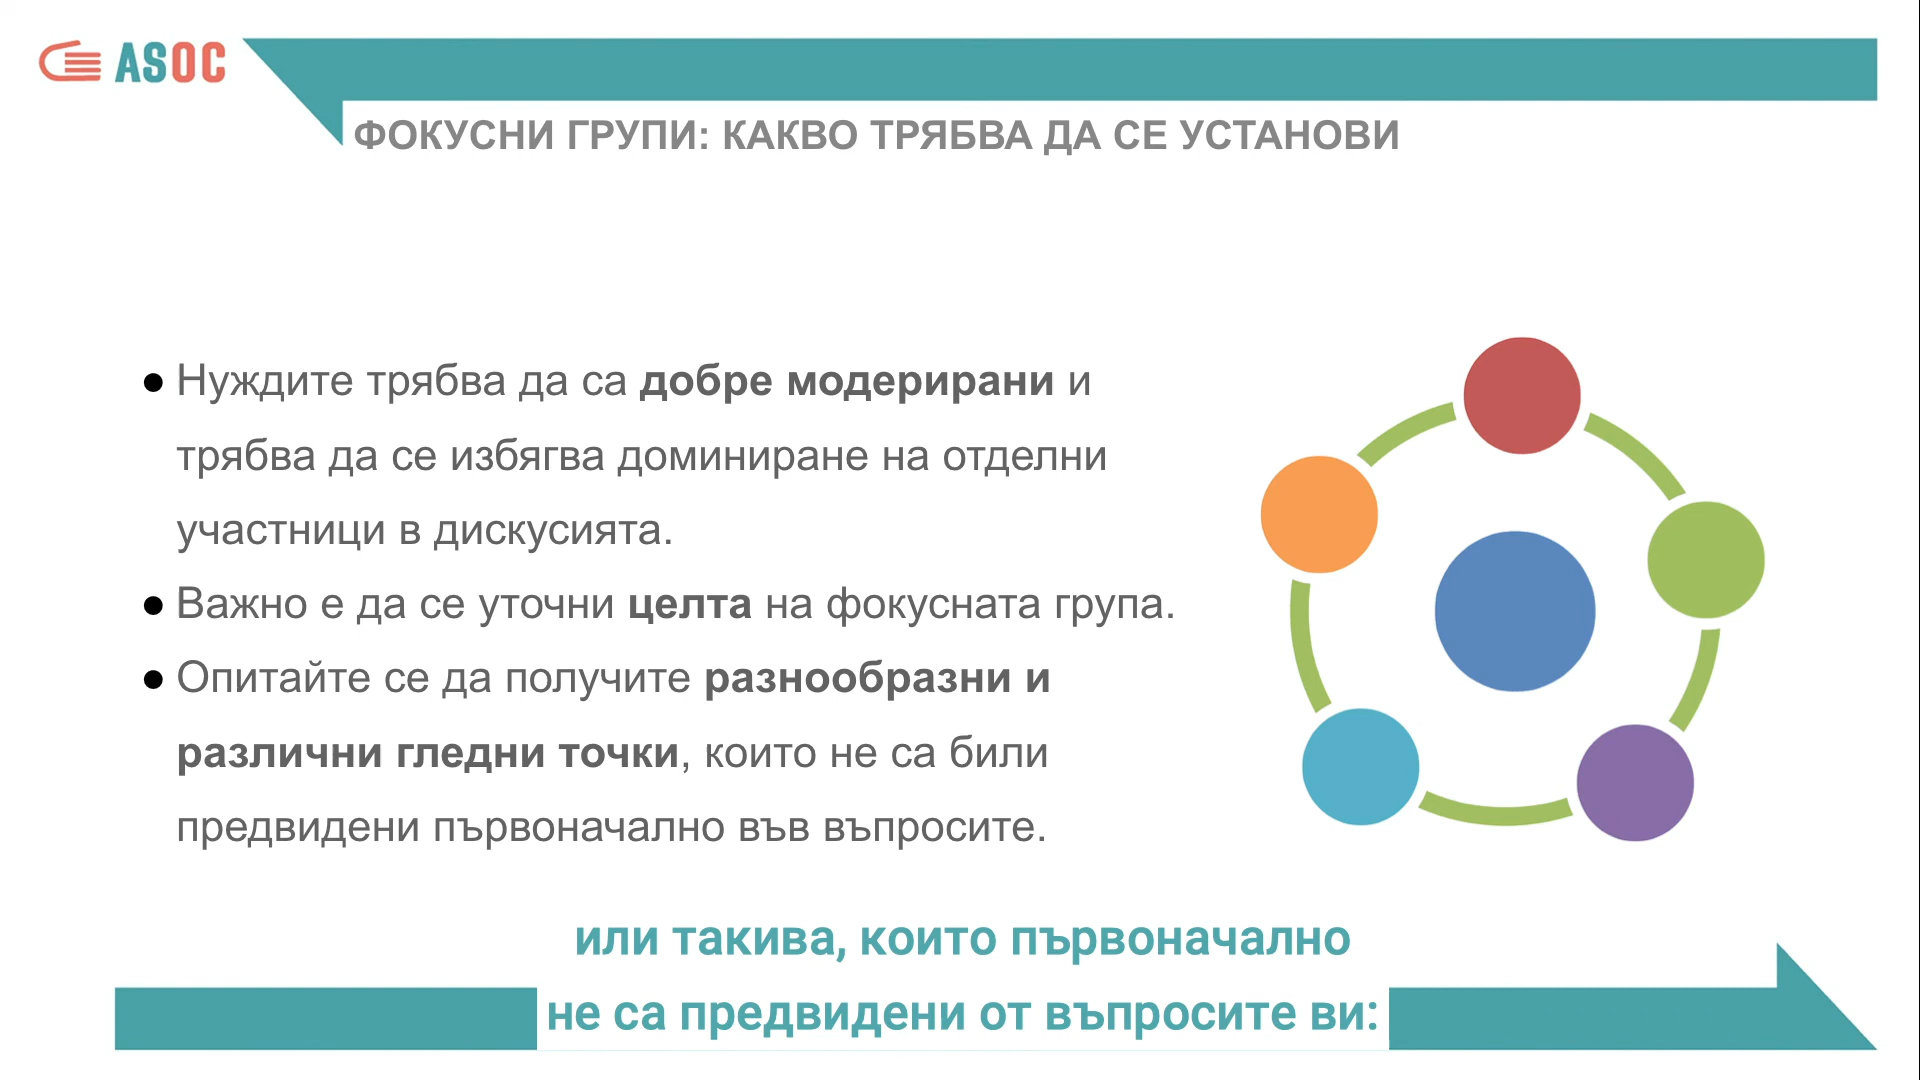 ASOC
ФОКУСНИ ГРУПИ: КАКВО ТРЯБВА ДА СЕ УСТАНОВИ
● Нуждите трябва да са добре модерирани и
трябва да се избягва доминиране на отделни
участници в дискусията.
● Важно е да се уточни целта на фокусната група.
● Опитайте се да получите разнообразни и
различни гледни точки, които не са били
предвидени първоначално във въпросите.
или такива, които първоначално
не са предвидени от въпросите ви: